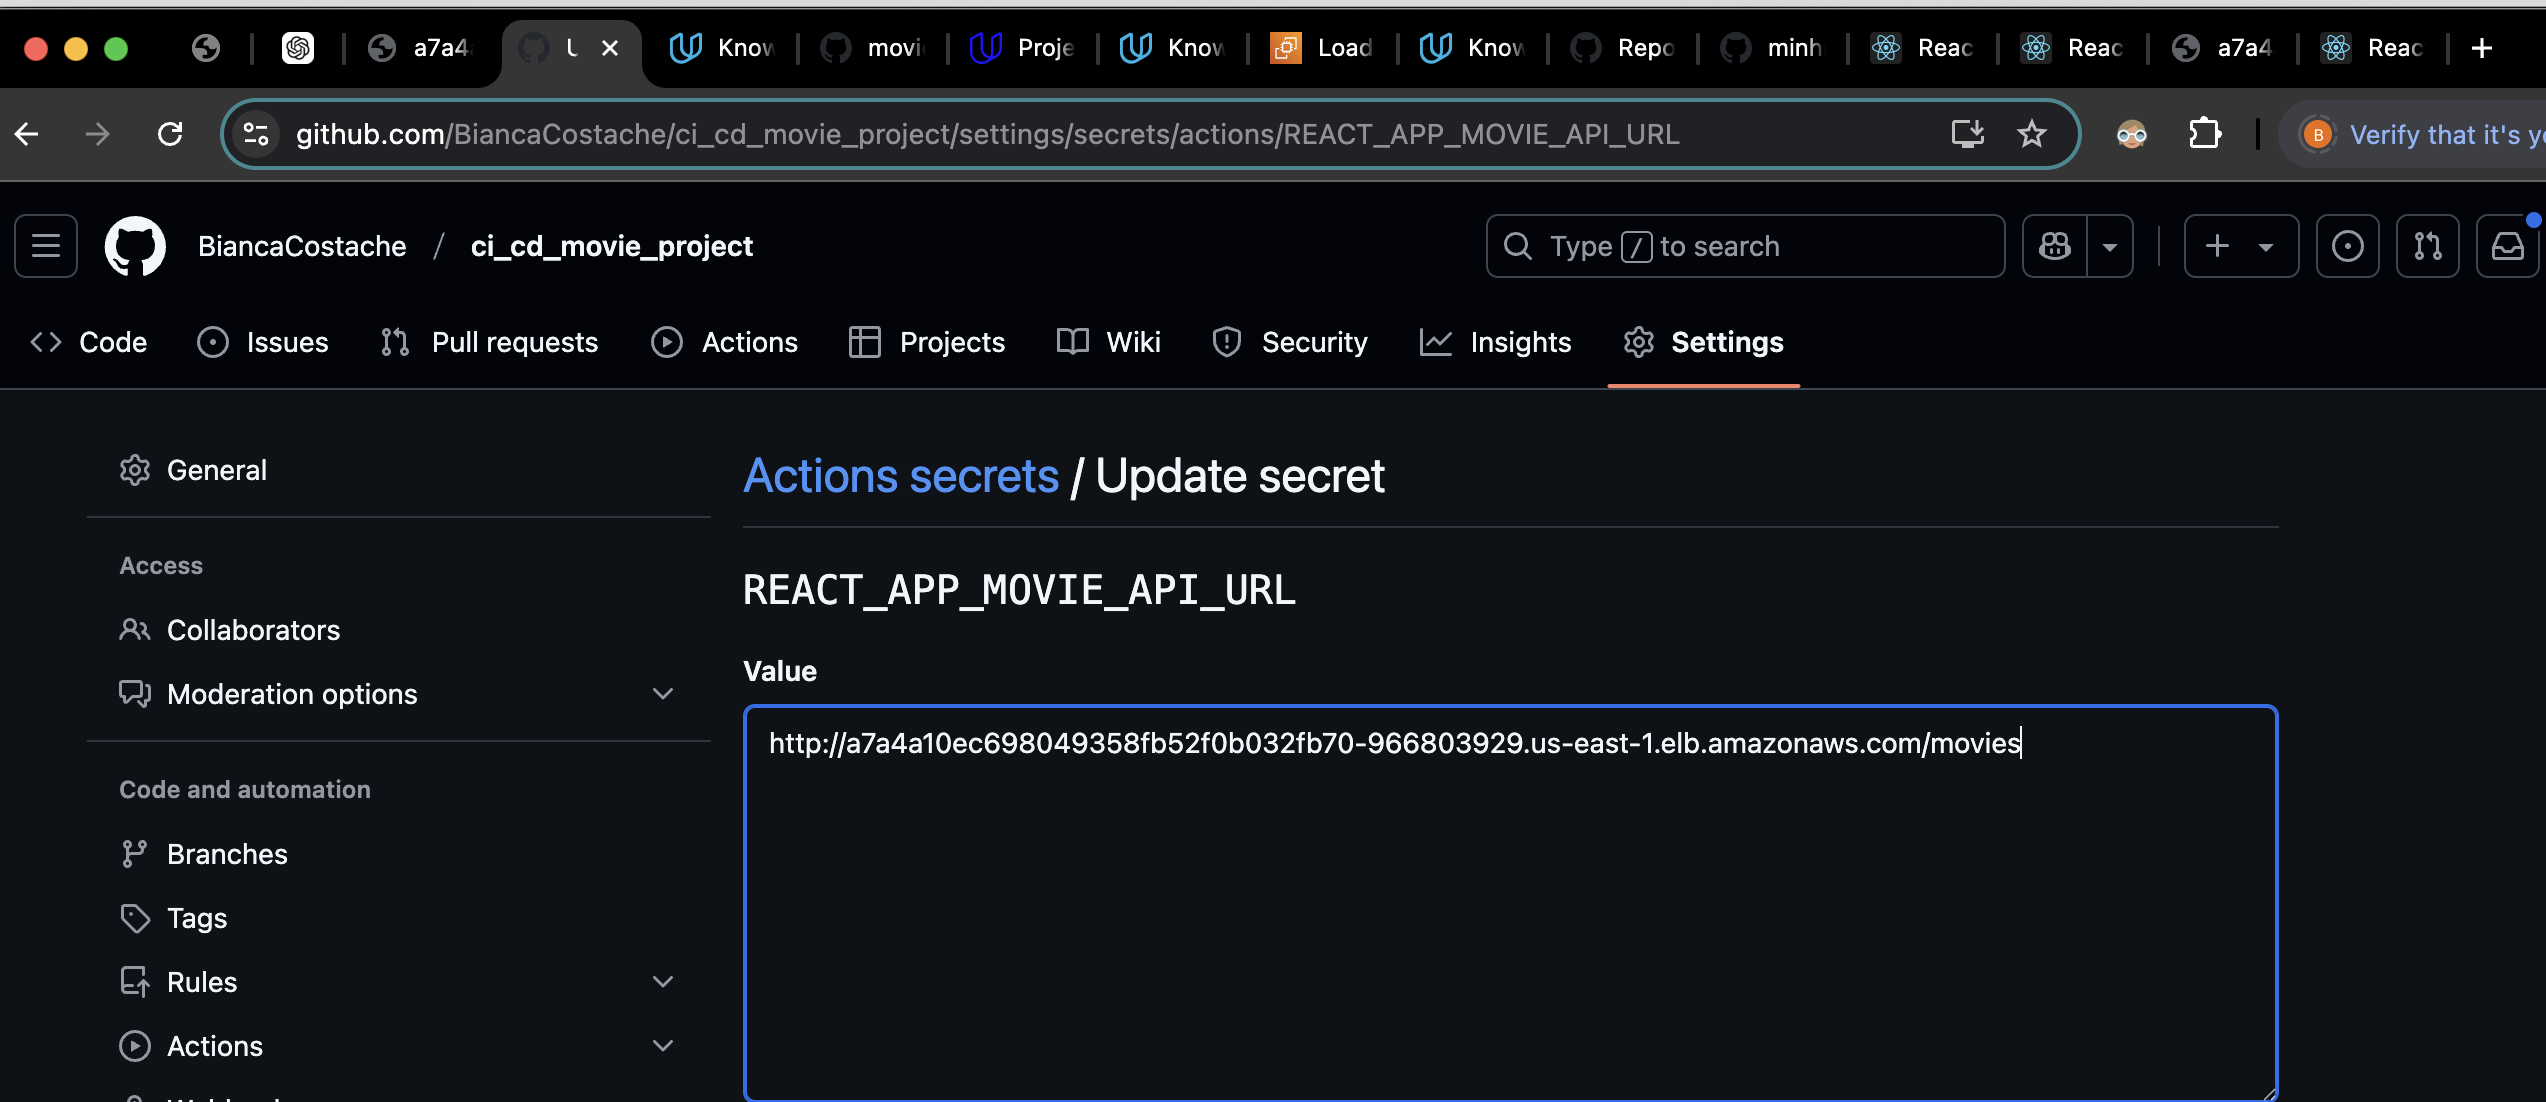 a7a4
Know
movi
Proje
Know
Load
Know
Repo
minh
Reac
Reac
a7a4
Reac
github.com/BiancaCostache/ci_cd_movie_project/settings/secrets/actions/REACT_APP_MOVIE_API_URL
B Verify that it's yo
BiancaCostache / ci_cd_movie_project
Type / to search
Code
Issues
Pull requests
Actions
Projects
Wiki
Security
Insights
Settings
General
Access
Collaborators
Moderation options
Code and automation
Branches
Tags
Rules
Actions
Actions secrets / Update secret
REACT_APP_MOVIE_API_URL
Value
http://a7a4a10ec698049358fb52f0b032fb70-966803929.us-east-1.elb.amazonaws.com/movies